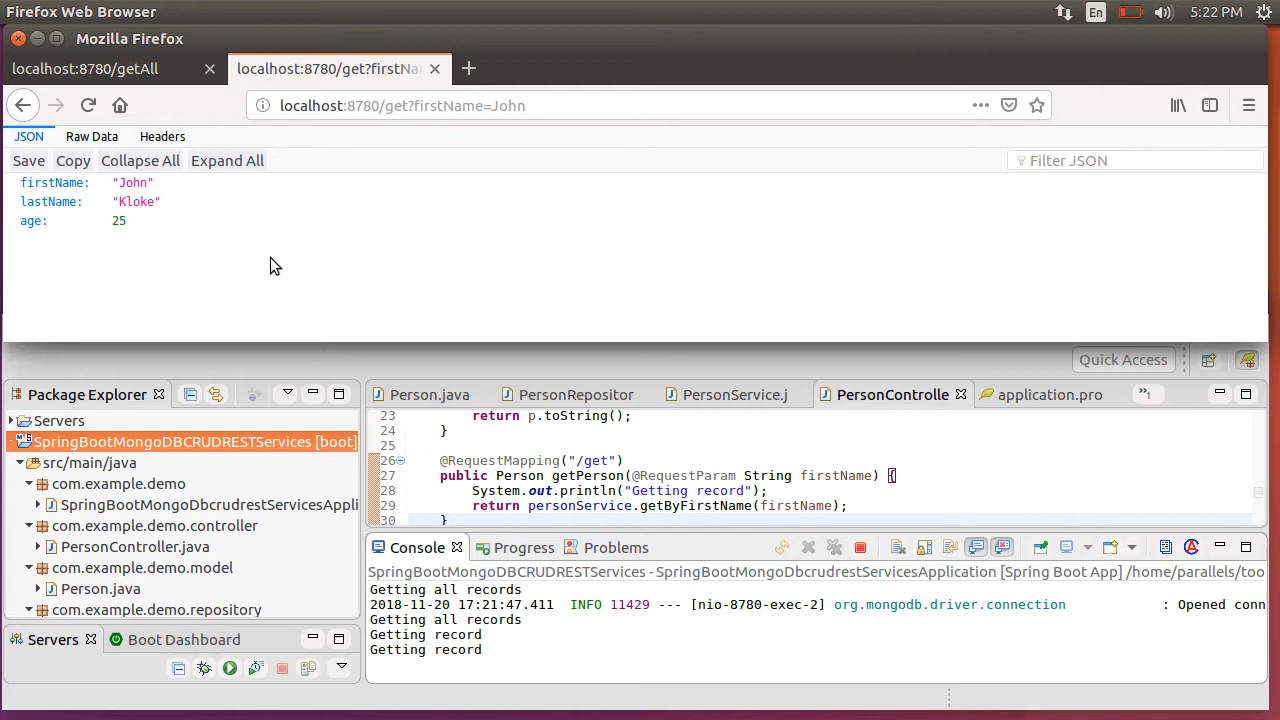 Firefox Web Browser
En
5:22 PM
Mozilla Firefox
localhost:8780/getAll
localhost:8780/get?firstNa
localhost:8780/get?firstName=John
JSON
Raw Data
Headers
Save
Copy
Collapse All
Expand All
Filter JSON
firstName: "John"
lastName: "Kloke"
age: 25
Quick Access
Package Explorer
Person.java
PersonRepositor
PersonService.j
PersonControlle
application.pro
»1
Servers
SpringBootMongoDBCRUDRESTServices [boot]
src/main/java
com.example.demo
SpringBootMongoDbcrudrestServicesAppli
com.example.demo.controller
PersonController.java
com.example.demo.model
Person.java
com.example.demo.repository
23 return p.toString();
24 }
25
26 @RequestMapping("/get")
27 public Person getPerson(@RequestParam String firstName) {
28 System.out.println("Getting record");
29 return personService.getByFirstName(firstName);
30 }
Console
Progress
Problems
SpringBootMongoDBCRUDRESTServices - SpringBootMongoDbcrudrestServicesApplication [Spring Boot App] /home/parallels/too
Getting all records
2018-11-20 17:21:47.411 INFO 11429 --- [nio-8780-exec-2] org.mongodb.driver.connection : Opened conn
Getting all records
Getting record
Getting record
Servers
Boot Dashboard